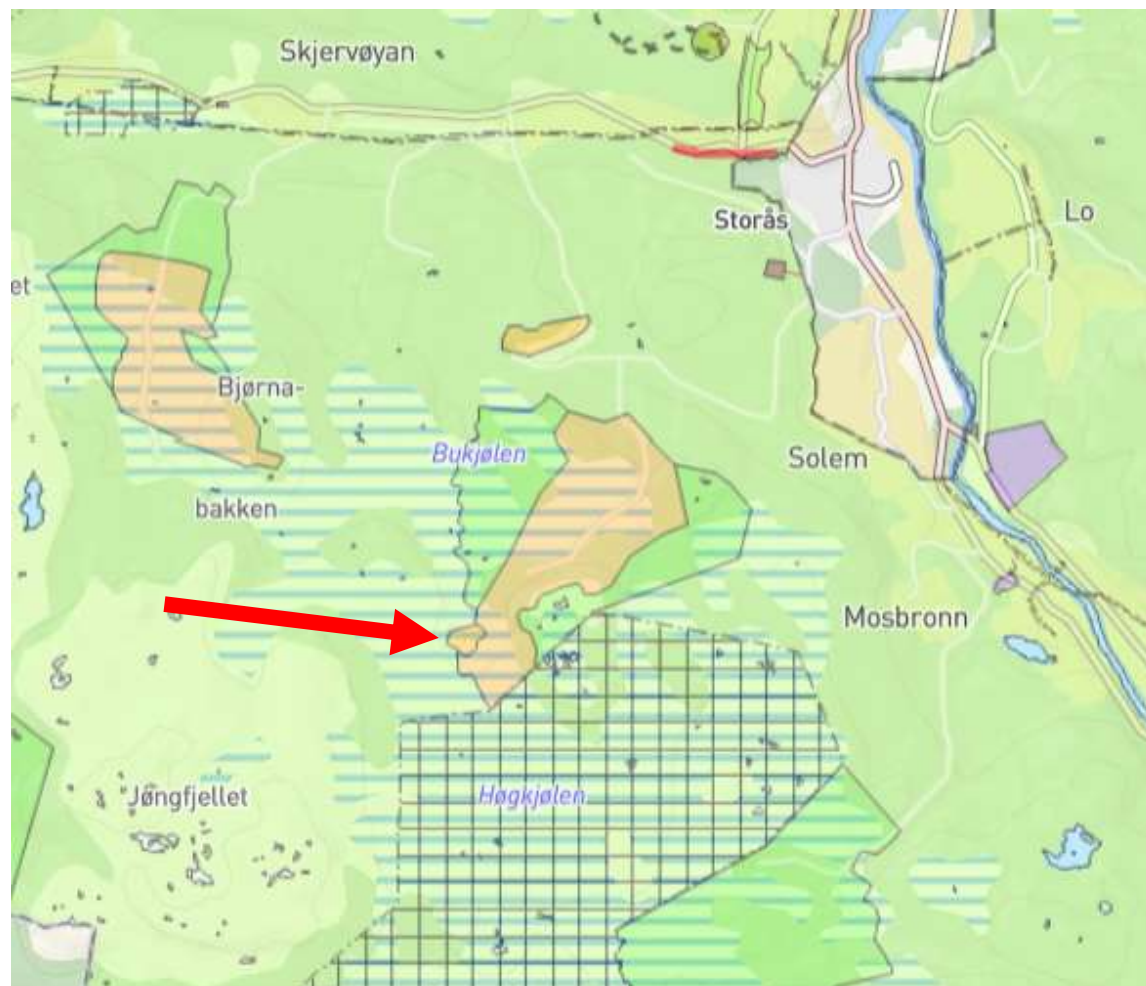 Skjervøyan
Storås
Lo
et
Bjørna-
Bukjølen
Solem
bakken
Mosbronn
Jøngfjellet
Høgkjølen